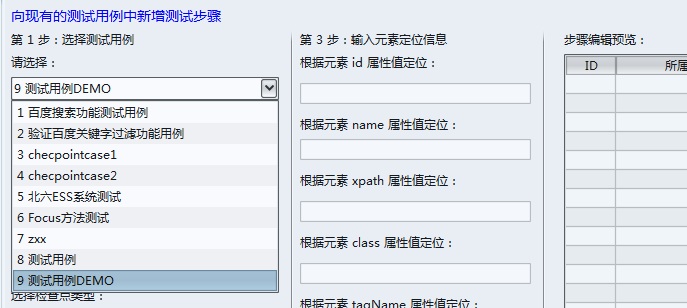 向现有的测试用例中新增测试步骤
第 1 步：选择测试用例
请选择：
9 测试用例DEMO
1 百度搜素功能测试用例
2 验证百度关键字过滤功能用例
3 checpointcase1
4 checpointcase2
5 北六ESS系统测试
6 Focus方法测试
7 zxx
8 测试用例
9 测试用例DEMO
选择检查点类型：
第 3 步：输入元素定位信息
根据元素 id 属性值定位：
根据元素 name 属性值定位：
根据元素 xpath 属性值定位：
根据元素 class 属性值定位：
根据元素 tagName 属性值定位：
步骤编辑预览：
ID
所属